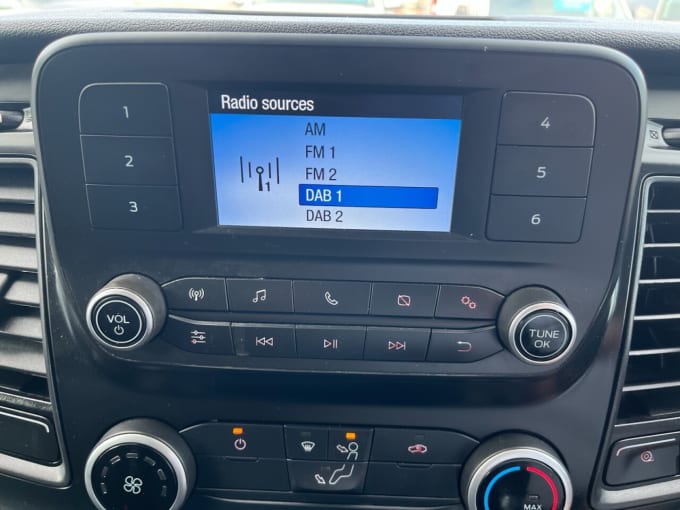 Radio sources
AM
FM 1
FM 2
DAB 1
DAB 2
1
1
2
3
4
5
6
VOL
TUNE
OK
MAX